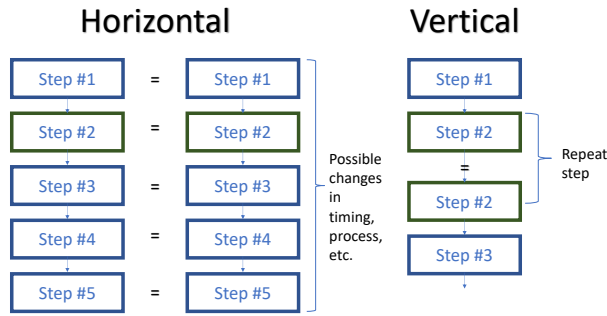 Horizontal
Vertical
Step #1 = Step #1
Step #2 = Step #2
Step #3 = Step #3
Step #4 = Step #4
Step #5 = Step #5
Possible
changes
in
timing,
process,
etc.
Step #1
Step #2
=
Step #2
Step #3
Repeat
step